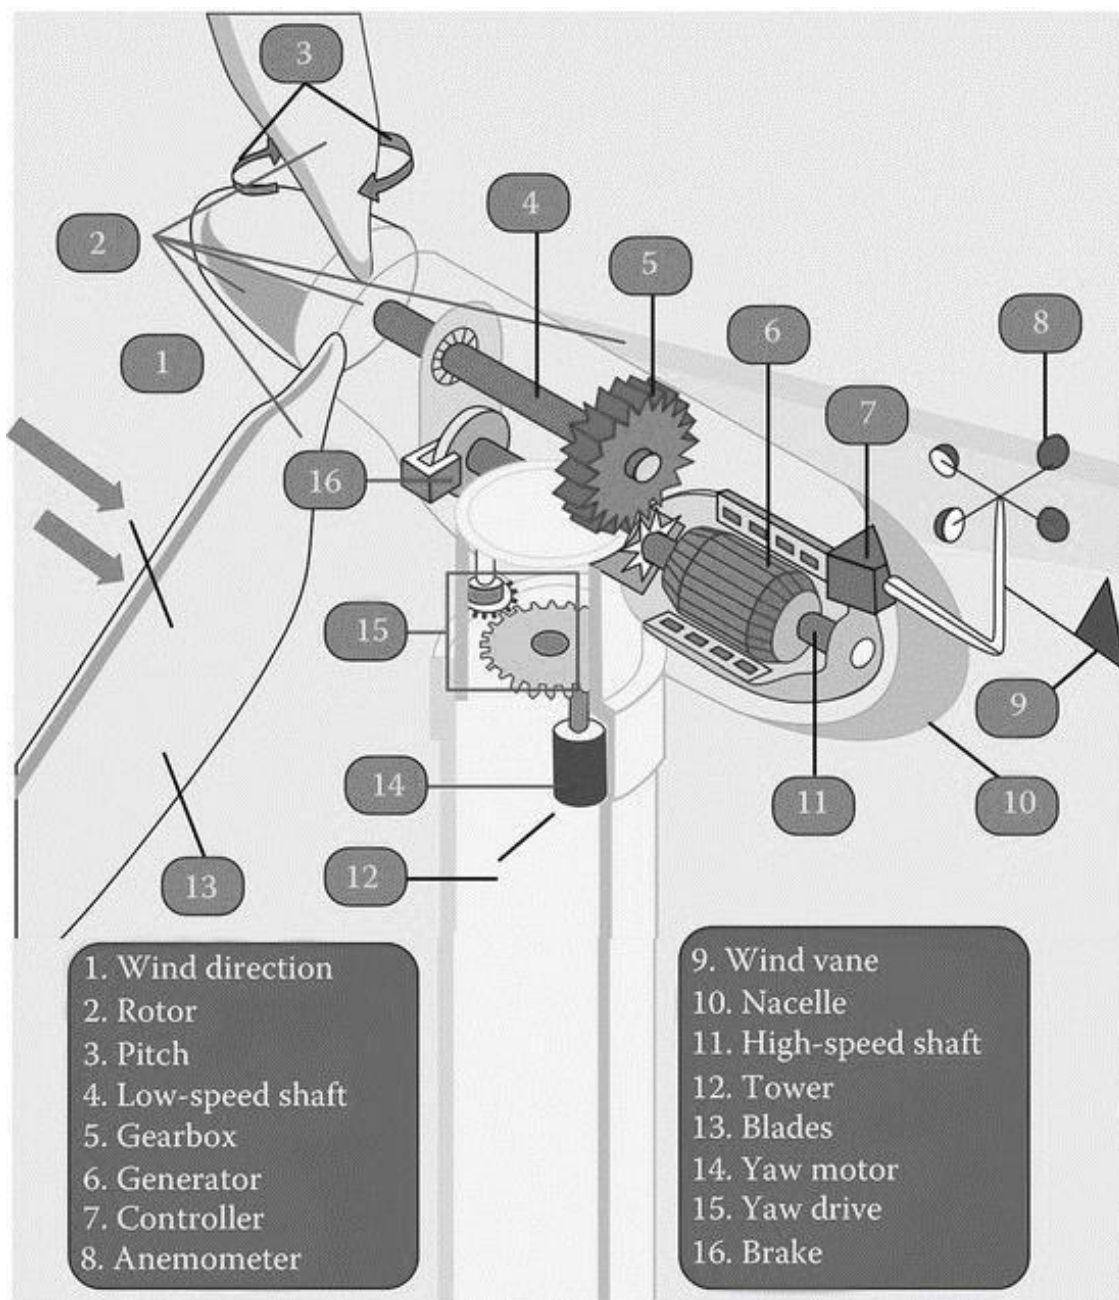 3
4
2
5
6
8
1
7
16
15
9
14
11
10
12
13
1. Wind direction
2. Rotor
3. Pitch
4. Low-speed shaft
5. Gearbox
6. Generator
7. Controller
8. Anemometer
9. Wind vane
10. Nacelle
11. High-speed shaft
12. Tower
13. Blades
14. Yaw motor
15. Yaw drive
16. Brake